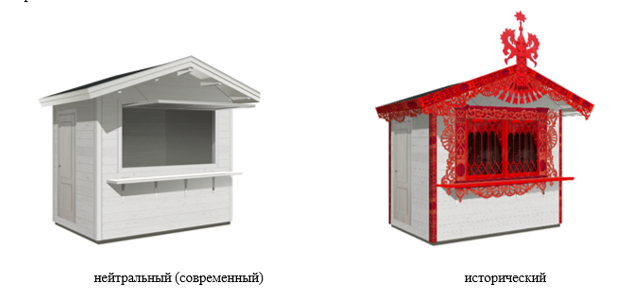 нейтральный (современный)
исторический